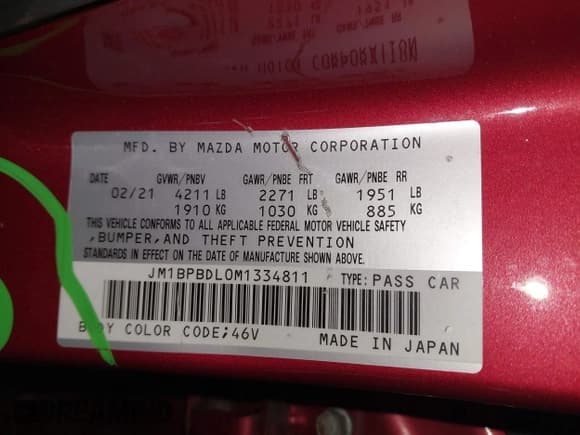 MFD. BY MAZDA MOTOR CORPORATION
DATE GVWR/PNBV GAWR/PNBE FRT GAWR/PNBE RR
02/21 4211 LB 2271 LB 1951 LB
1910 KG 1030 KG 885 KG
THIS VEHICLE CONFORMS TO ALL APPLICABLE FEDERAL MOTOR VEHICLE SAFETY
,BUMPER,AND THEFT PREVENTION
STANDARDS IN EFFECT ON THE DATE OF MANUFACTURE SHOWN ABOVE.
JM1BPBDL0M1334811 TYPE:PASS CAR
BODY COLOR CODE;46V MADE IN JAPAN